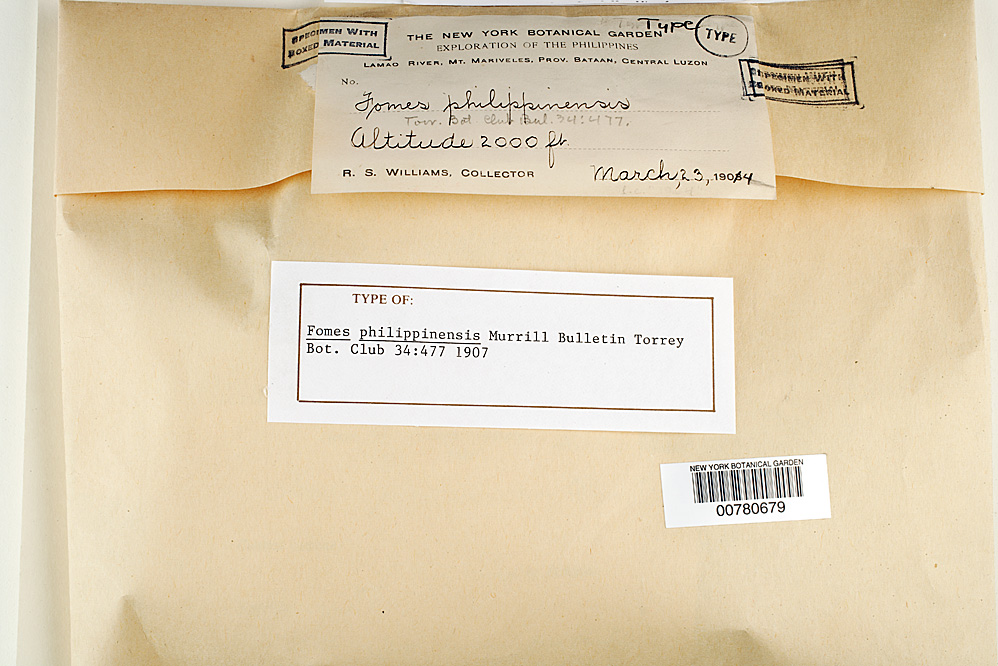 Type
TYPE
SPECIMEN WITH
BOXED MATERIAL
THE NEW YORK BOTANICAL GARDEN
EXPLORATION OF THE PHILIPPINES
LAMAO RIVER, MT. MARIVELES, PROV. BATAAN, CENTRAL LUZON
SPECIMEN WITH
BOXED MATERIAL
No.
Fomes philippinensis
Torr. Bot Club Bul. 34:477.
Altitude 2000 ft.
R. S. WILLIAMS, COLLECTOR March, 23, 1904
TYPE OF:
Fomes philippinensis Murrill Bulletin Torrey
Bot. Club 34:477 1907
NEW YORK BOTANICAL GARDEN
00780679